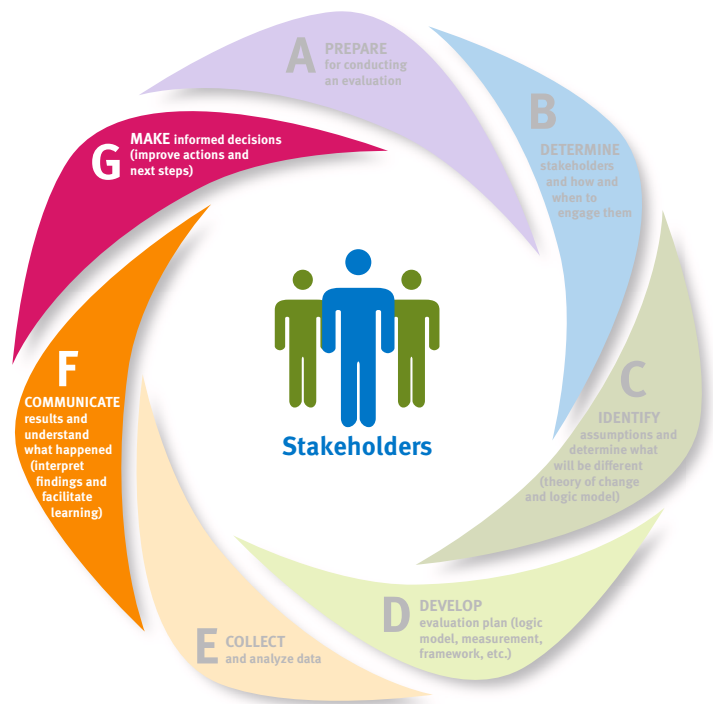 A
PREPARE
for conducting
an evaluation
B
DETERMINE
stakeholders
and how and
when to
engage them
C
IDENTIFY
assumptions and
determine what
will be different
(theory of change
and logic model)
D
DEVELOP
evaluation plan (logic
model, measurement,
framework, etc.)
E
COLLECT
and analyze data
F
COMMUNICATE
results and
understand
what happened
(interpret
findings and
facilitate
learning)
G
MAKE informed decisions
(improve actions and
next steps)
Stakeholders